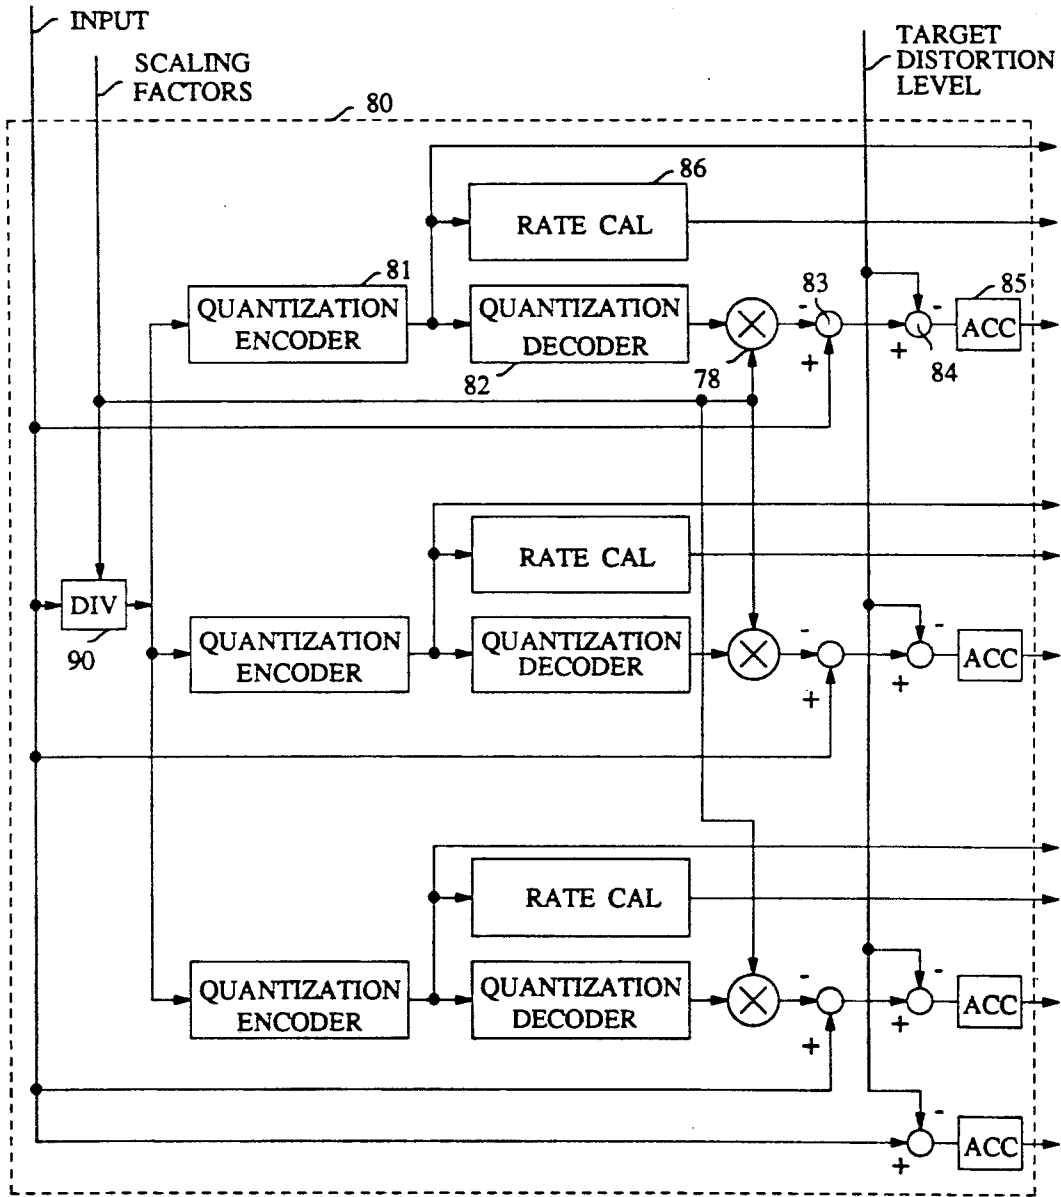 INPUT
SCALING
FACTORS
TARGET
DISTORTION
LEVEL
80
86
RATE CAL
81
QUANTIZATION
ENCODER
QUANTIZATION
DECODER
82
78
-
83
+
-
84
+
85
ACC
RATE CAL
DIV
90
QUANTIZATION
ENCODER
QUANTIZATION
DECODER
-
+
-
+
ACC
RATE CAL
QUANTIZATION
ENCODER
QUANTIZATION
DECODER
-
+
-
+
ACC
-
+
ACC